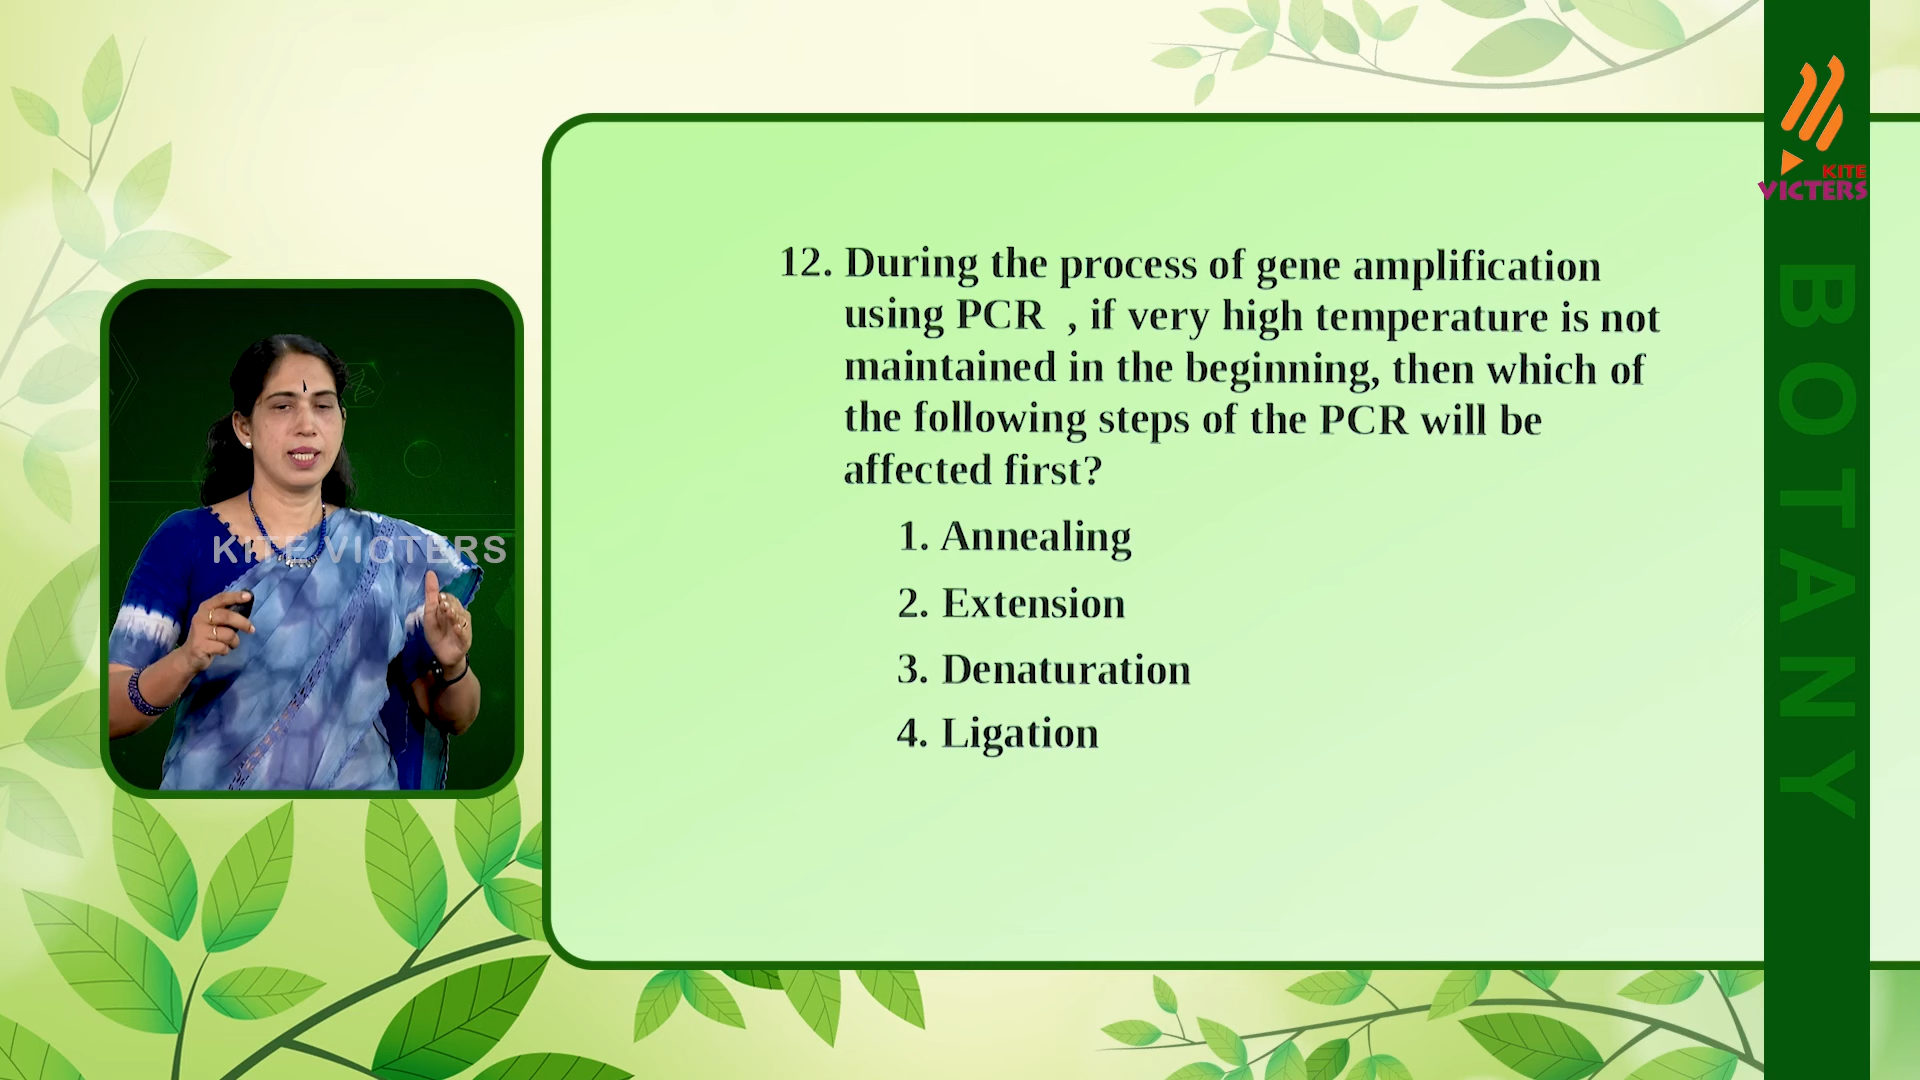 12. During the process of gene amplification
using PCR , if very high temperature is not
maintained in the beginning, then which of
the following steps of the PCR will be
affected first?
1. Annealing
2. Extension
3. Denaturation
4. Ligation
KITE VICTERS
KITE
VICTERS
BOTANY